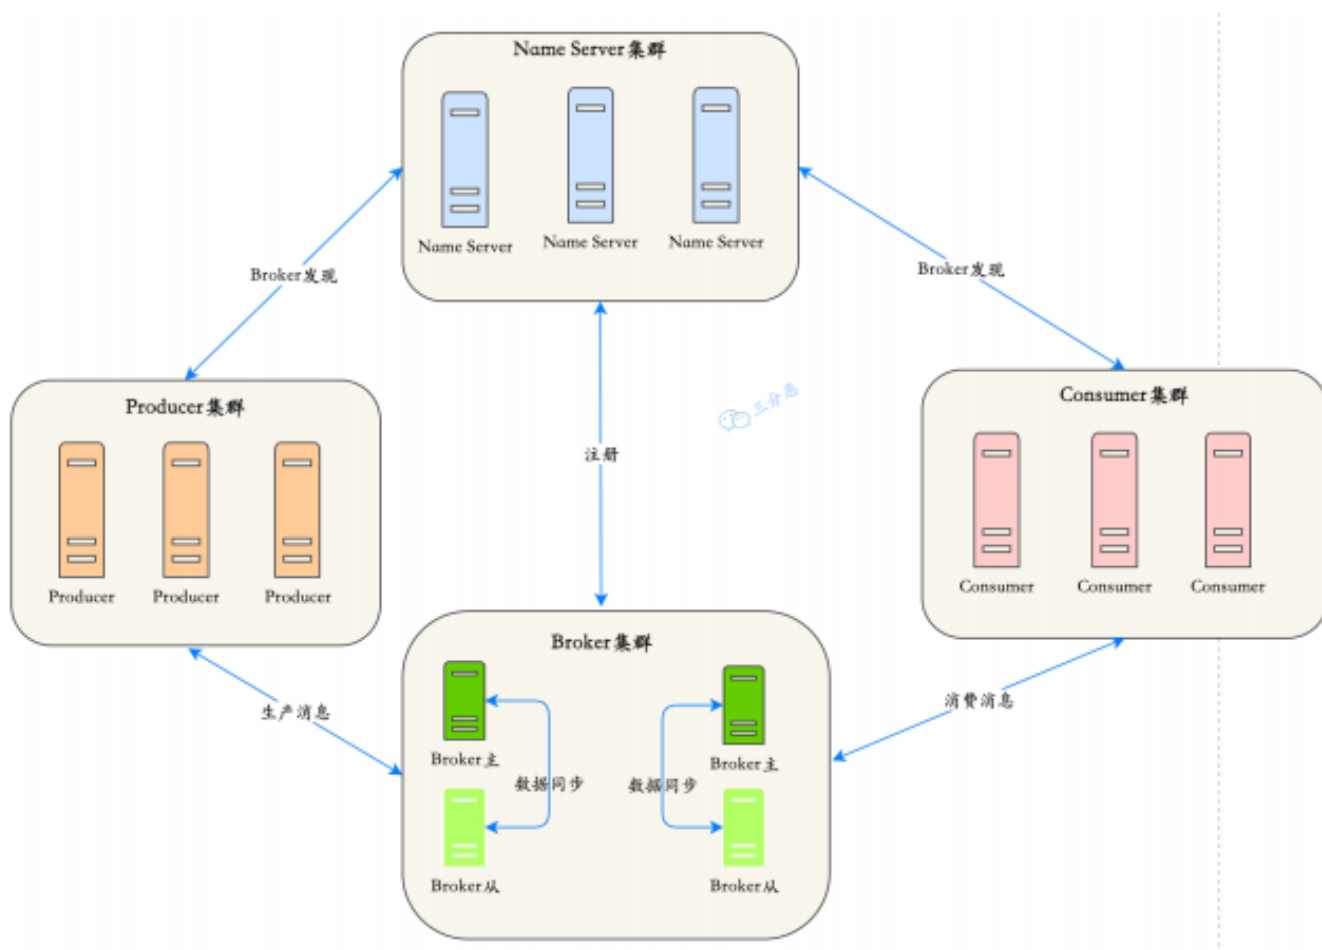 Name Server集群
Name Server
Name Server
Name Server
Broker发现
Broker发现
Producer集群
Producer
Producer
Producer
三分恶
注册
Consumer集群
Consumer
Consumer
Consumer
生产消息
消费消息
Broker集群
Broker主
Broker主
数据同步
数据同步
Broker从
Broker从